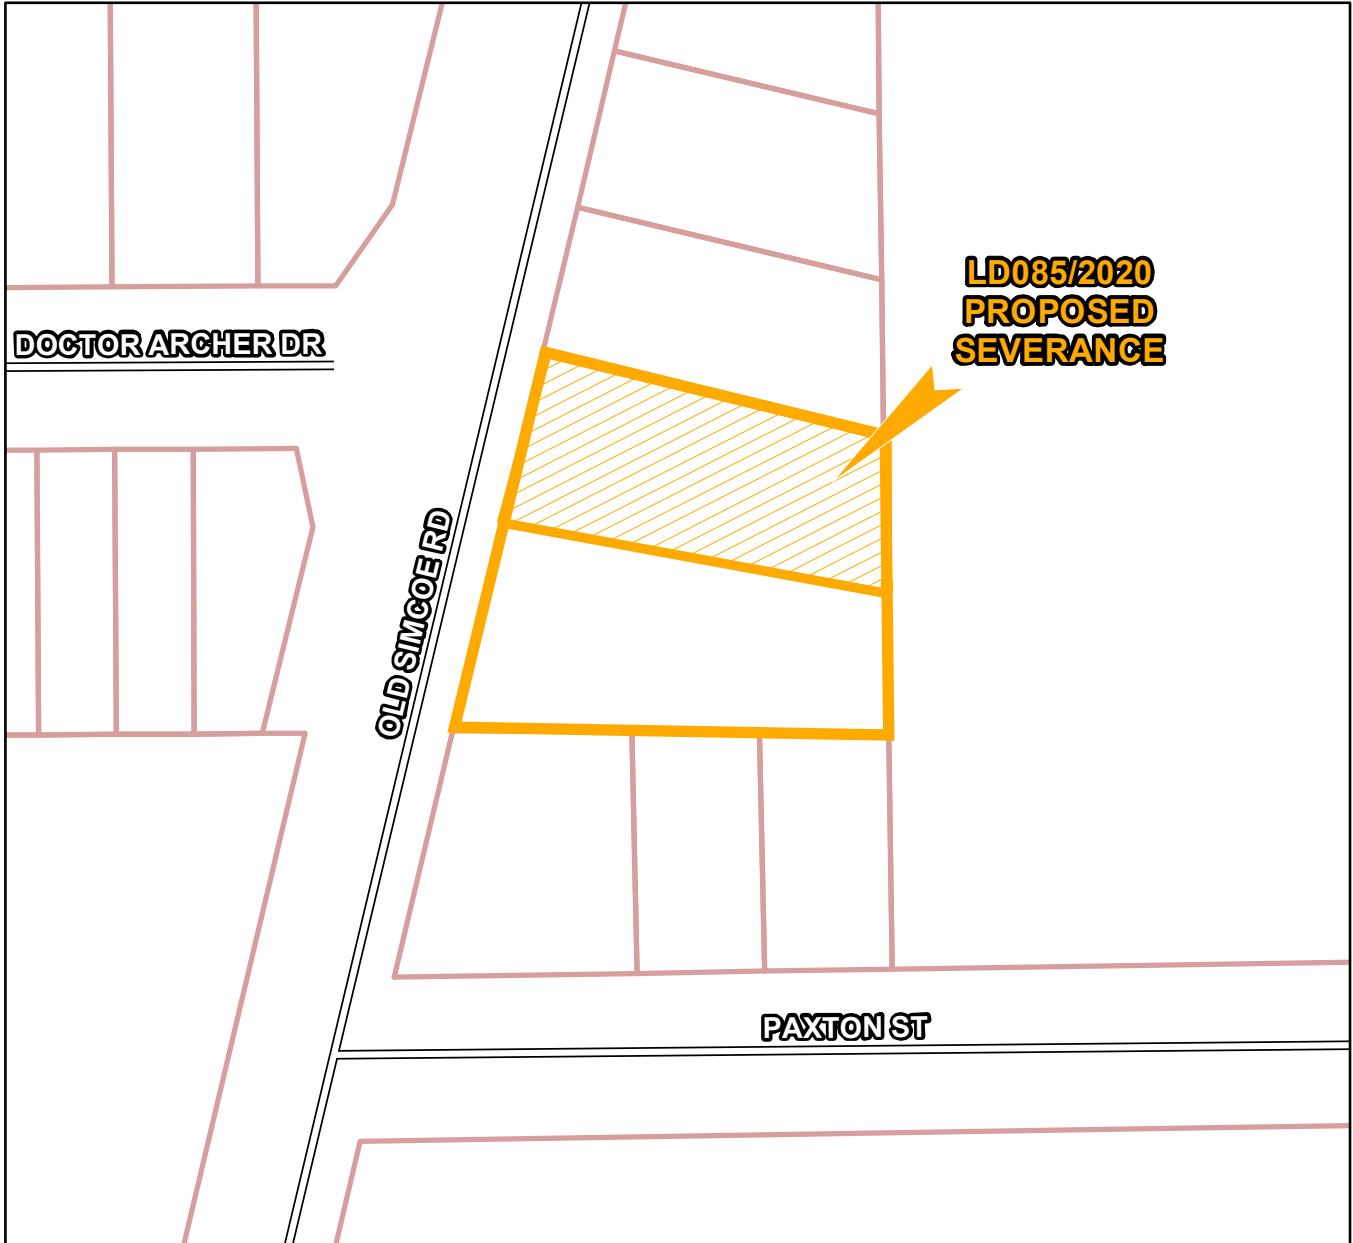 LD085/2020
PROPOSED
SEVERANCE
DOCTOR ARCHER DR
OLD SIMCOE RD
PAXTON ST